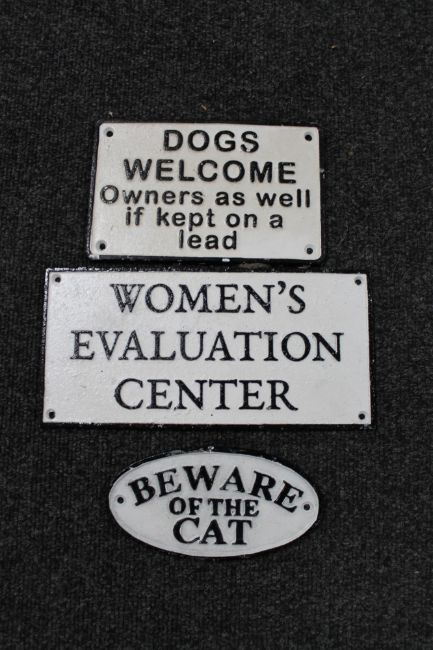 DOGS
WELCOME
Owners as well
if kept on a
lead
WOMEN'S
EVALUATION
CENTER
BEWARE
OF THE
CAT